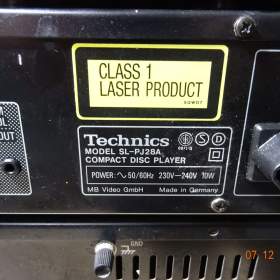 CLASS 1
LASER PRODUCT
OUT
Technics
MODEL SL-PJ28A
COMPACT DISC PLAYER
POWER: ~ 50/60Hz 230V-240V 10W
MB Video GmbH Made in Germany
GND
07 12